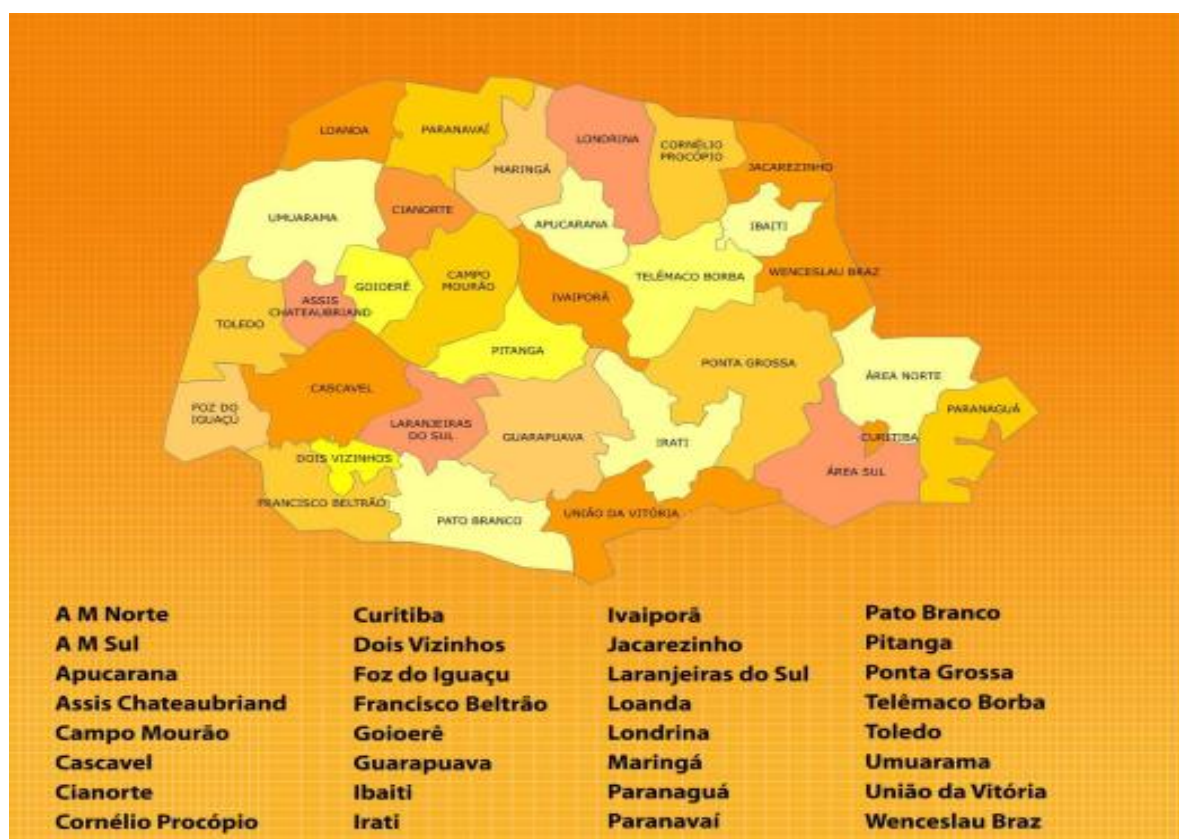 LOANDA
PARANAVAÍ
MARINGÁ
LONDRINA
CORNÉLIO
PROCÓPIO
JACAREZINHO
UMUARAMA
CIANORTE
APUCARANA
IBAITI
GOIOERÊ
CAMPO
MOURÃO
TELÊMACO BORBA
WENCESLAU BRAZ
ASSIS
CHATEAUBRIAND
IVAIPORÃ
TOLEDO
PITANGA
PONTA GROSSA
ÁREA NORTE
CASCAVEL
FOZ DO
IGUAÇÚ
PARANAGUÁ
LARANJEIRAS
DO SUL
GUARAPUAVA
IRATI
CURITIBA
DOIS VIZINHOS
ÁREA SUL
FRANCISCO BELTRÃO
PATO BRANCO
UNIÃO DA VITÓRIA
A M Norte
A M Sul
Apucarana
Assis Chateaubriand
Campo Mourão
Cascavel
Cianorte
Cornélio Procópio
Curitiba
Dois Vizinhos
Foz do Iguaçu
Francisco Beltrão
Goioerê
Guarapuava
Ibaiti
Irati
Ivaiporã
Jacarezinho
Laranjeiras do Sul
Loanda
Londrina
Maringá
Paranaguá
Paranavaí
Pato Branco
Pitanga
Ponta Grossa
Telêmaco Borba
Toledo
Umuarama
União da Vitória
Wenceslau Braz